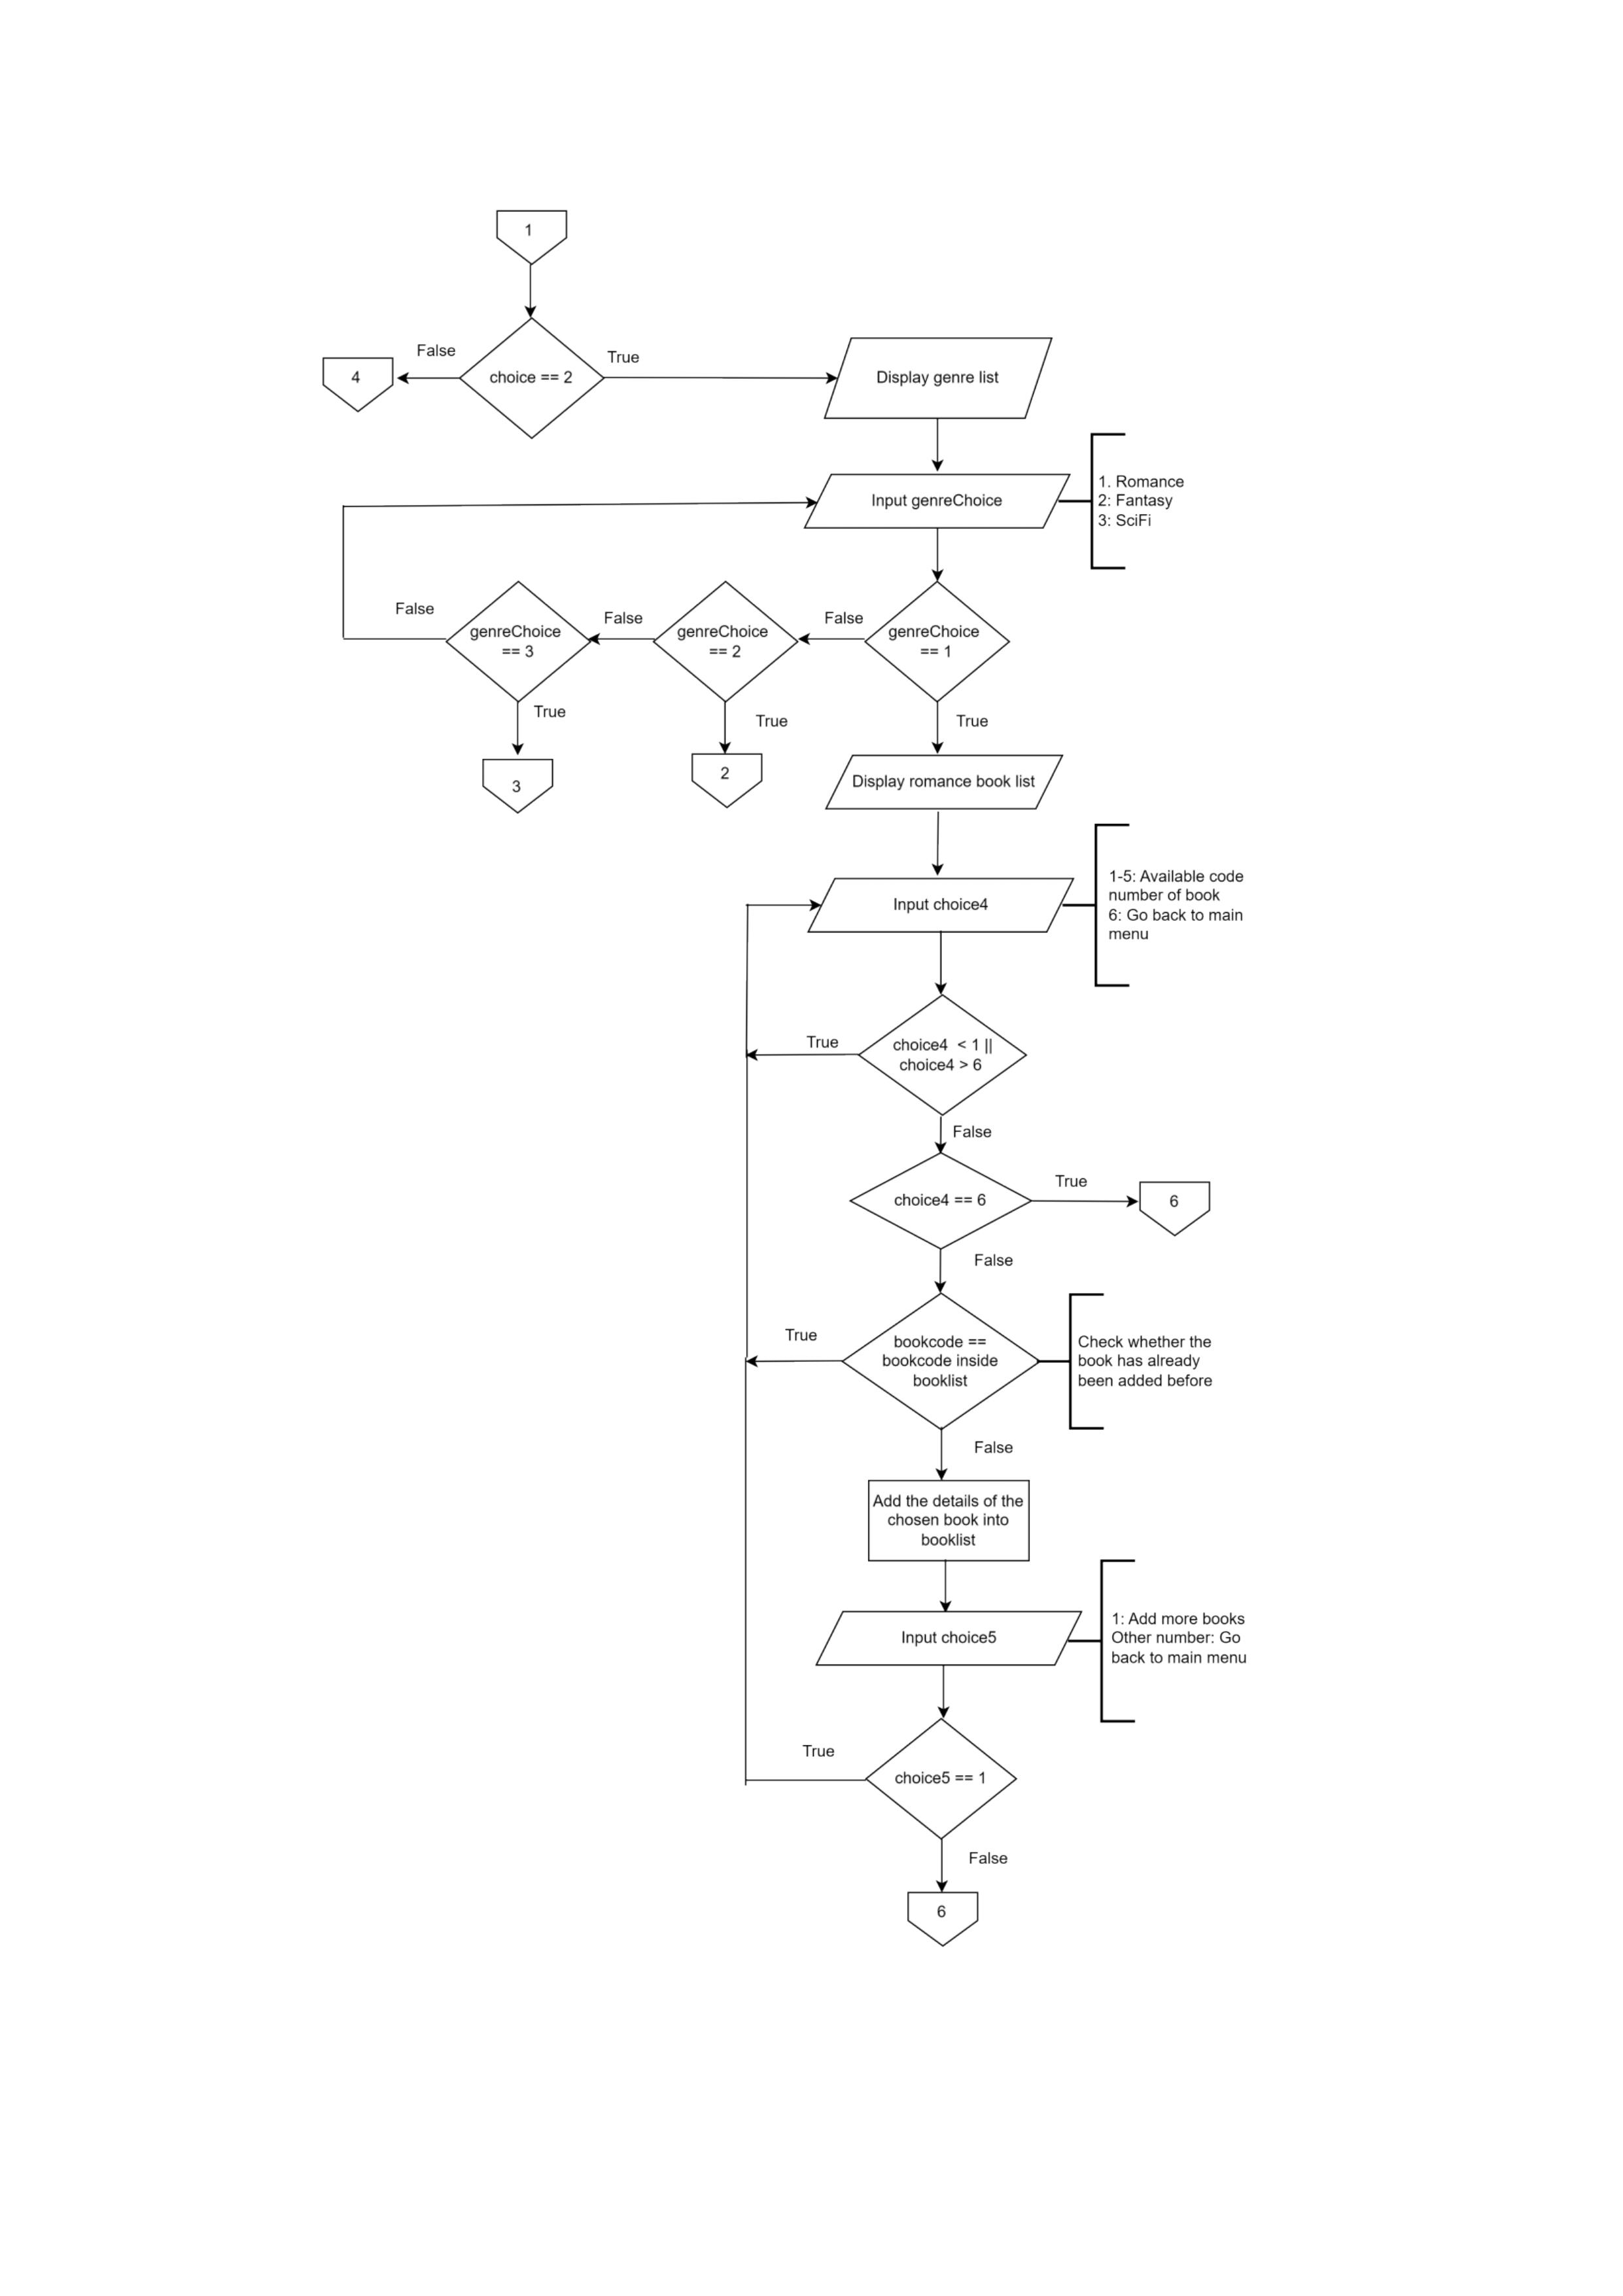 1
False
True
4
choice == 2
Display genre list
Input genreChoice
1. Romance
2: Fantasy
3: SciFi
False
False
False
genreChoice
== 3
genreChoice
== 2
genreChoice
== 1
True
True
True
3
2
Display romance book list
Input choice4
1-5: Available code
number of book
6: Go back to main
menu
True
choice4  < 1 ||
choice4 > 6
False
choice4 == 6
True
6
False
True
bookcode ==
bookcode inside
booklist
Check whether the
book has already
been added before
False
Add the details of the
chosen book into
booklist
Input choice5
1: Add more books
Other number: Go
back to main menu
True
choice5 == 1
False
6